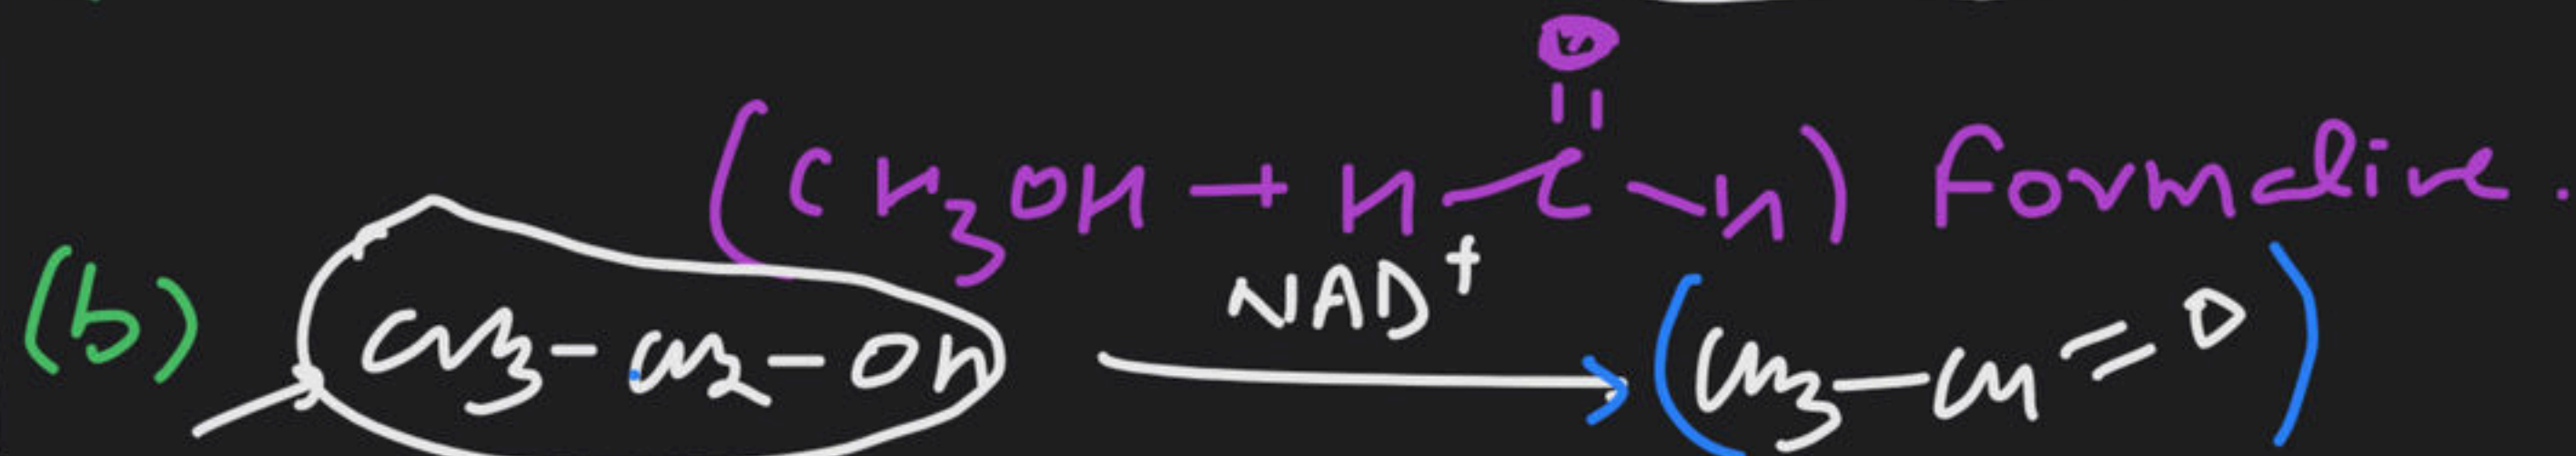 O
||
(CH3OH + H - C - H) formaline.
(b) CH3-CH2-OH NAD+ → (CH3-CH=O)